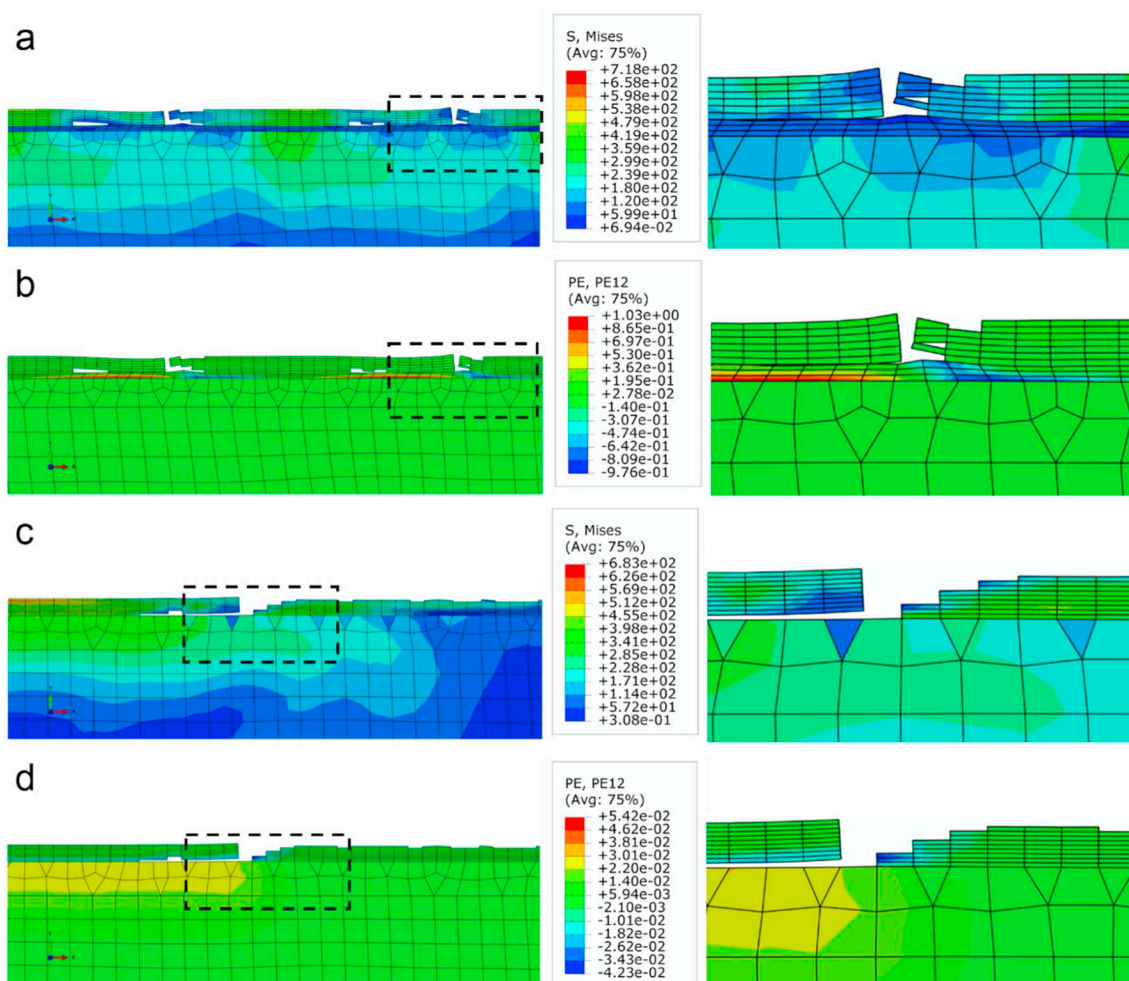 a
S, Mises
(Avg: 75%)
+7.18e+02
+6.58e+02
+5.98e+02
+5.38e+02
+4.79e+02
+4.19e+02
+3.59e+02
+2.99e+02
+2.39e+02
+1.80e+02
+1.20e+02
+5.99e+01
+6.94e-02
b
PE, PE12
(Avg: 75%)
+1.03e+00
+8.65e-01
+6.97e-01
+5.30e-01
+3.62e-01
+1.95e-01
+2.78e-02
-1.40e-01
-3.07e-01
-4.74e-01
-6.42e-01
-8.09e-01
-9.76e-01
c
S, Mises
(Avg: 75%)
+6.83e+02
+6.26e+02
+5.69e+02
+5.12e+02
+4.55e+02
+3.98e+02
+3.41e+02
+2.85e+02
+2.28e+02
+1.71e+02
+1.14e+02
+5.72e+01
+3.08e-01
d
PE, PE12
(Avg: 75%)
+5.42e-02
+4.62e-02
+3.81e-02
+3.01e-02
+2.20e-02
+1.40e-02
+5.94e-03
-2.10e-03
-1.01e-02
-1.82e-02
-2.62e-02
-3.43e-02
-4.23e-02